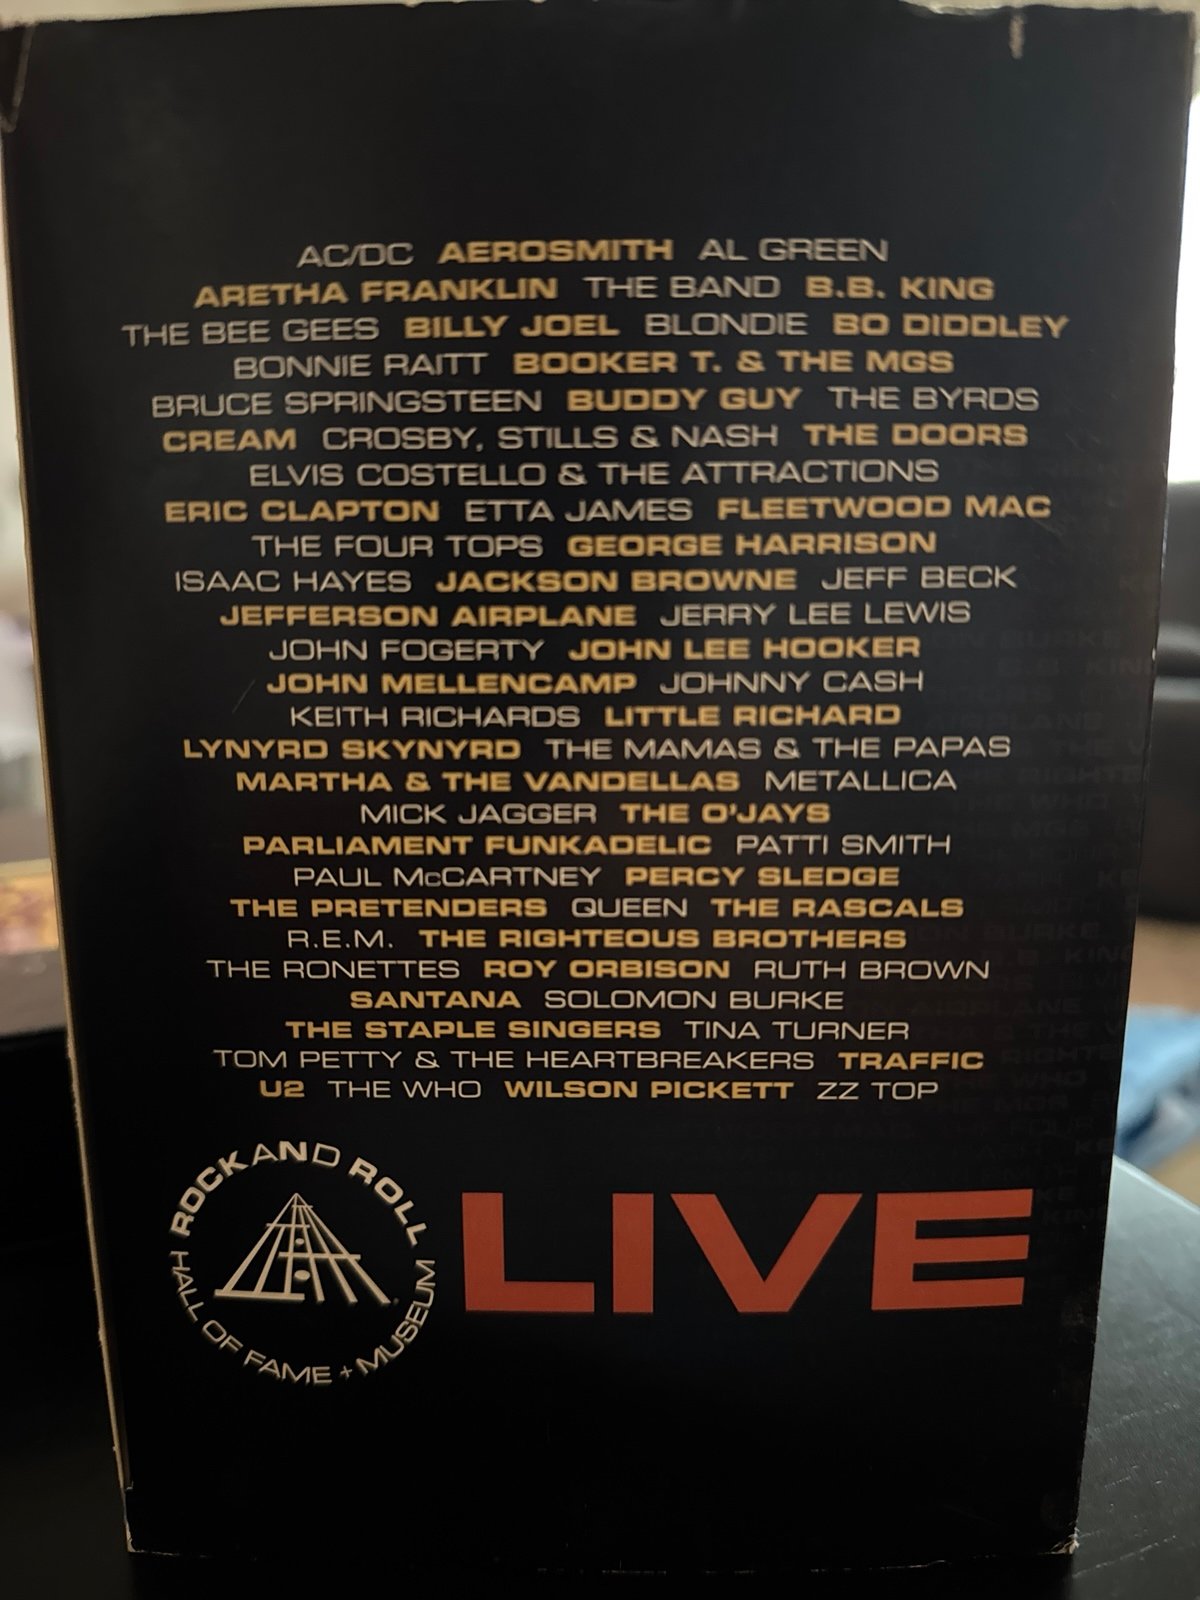 AC/DC AEROSMITH AL GREEN
ARETHA FRANKLIN THE BAND B.B. KING
THE BEE GEES BILLY JOEL BLONDIE BO DIDDLEY
BONNIE RAITT BOOKER T. & THE MGS
BRUCE SPRINGSTEEN BUDDY GUY THE BYRDS
CREAM CROSBY, STILLS & NASH THE DOORS
ELVIS COSTELLO & THE ATTRACTIONS
ERIC CLAPTON ETTA JAMES FLEETWOOD MAC
THE FOUR TOPS GEORGE HARRISON
ISAAC HAYES JACKSON BROWNE JEFF BECK
JEFFERSON AIRPLANE JERRY LEE LEWIS
JOHN FOGERTY JOHN LEE HOOKER
JOHN MELLENCAMP JOHNNY CASH
KEITH RICHARDS LITTLE RICHARD
LYNYRD SKYNYRD THE MAMAS & THE PAPAS
MARTHA & THE VANDELLAS METALLICA
MICK JAGGER THE O'JAYS
PARLIAMENT FUNKADELIC PATTI SMITH
PAUL McCARTNEY PERCY SLEDGE
THE PRETENDERS QUEEN THE RASCALS
R.E.M. THE RIGHTEOUS BROTHERS
THE RONETTES ROY ORBISON RUTH BROWN
SANTANA SOLOMON BURKE
THE STAPLE SINGERS TINA TURNER
TOM PETTY & THE HEARTBREAKERS TRAFFIC
U2 THE WHO WILSON PICKETT ZZ TOP
ROCK AND ROLL
HALL OF FAME + MUSEUM
LIVE